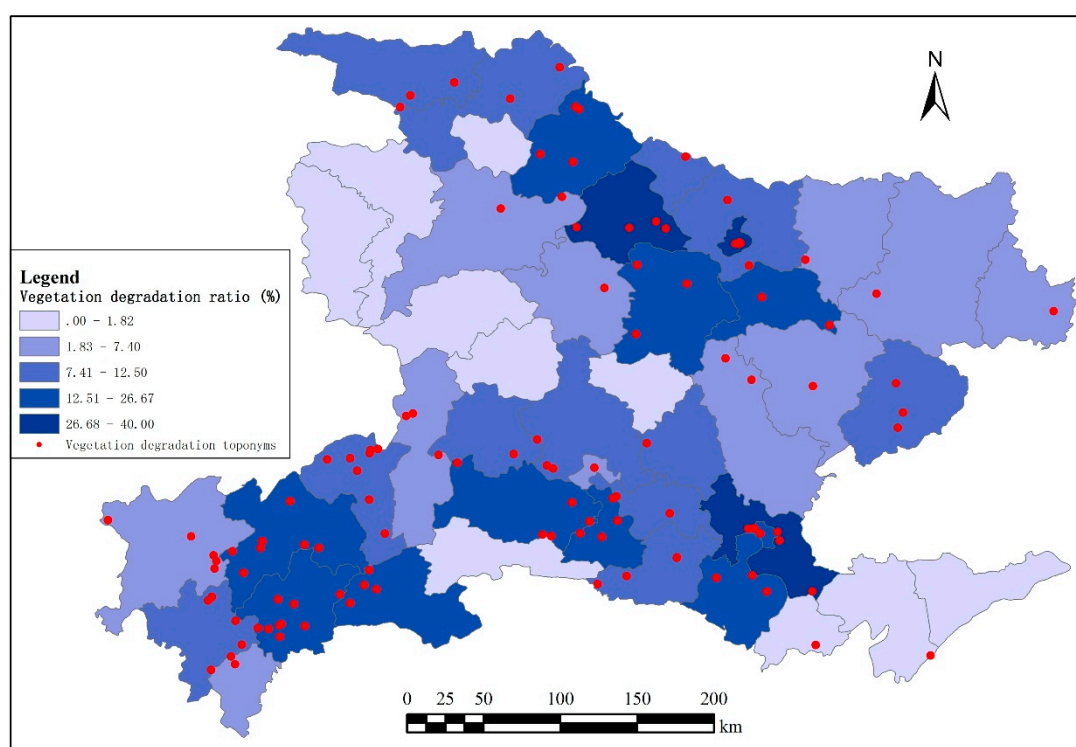 N
Legend
Vegetation degradation ratio (%)
.00 - 1.82
1.83 - 7.40
7.41 - 12.50
12.51 - 26.67
26.68 - 40.00
Vegetation degradation toponyms
0 25 50 100 150 200
km